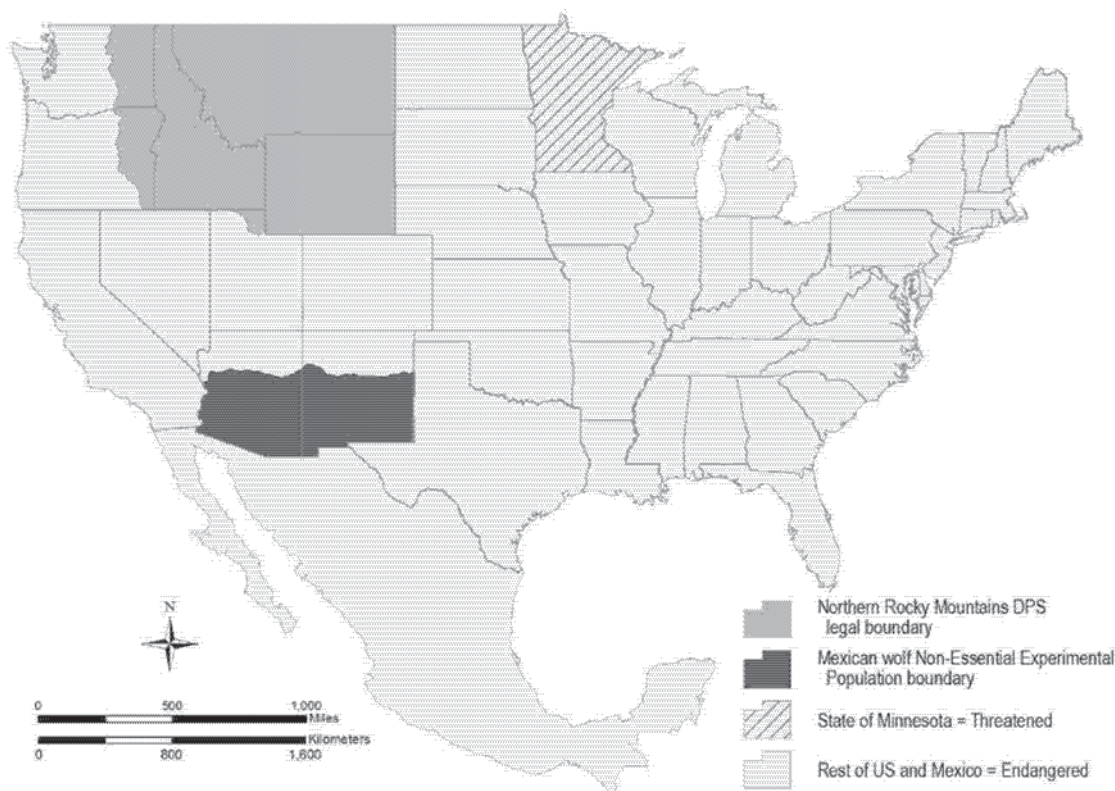 N
0 500 1,000
Miles
Kilometers
0 800 1,600
Northern Rocky Mountains DPS
legal boundary
Mexican wolf Non-Essential Experimental
Population boundary
State of Minnesota = Threatened
Rest of US and Mexico = Endangered